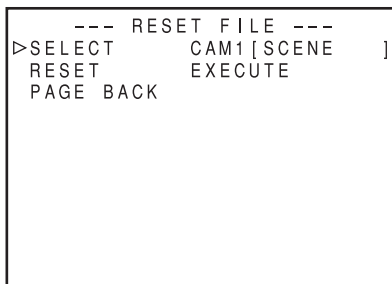 --- RESET FILE ---
▷SELECT CAM1[SCENE ]
RESET EXECUTE
PAGE BACK